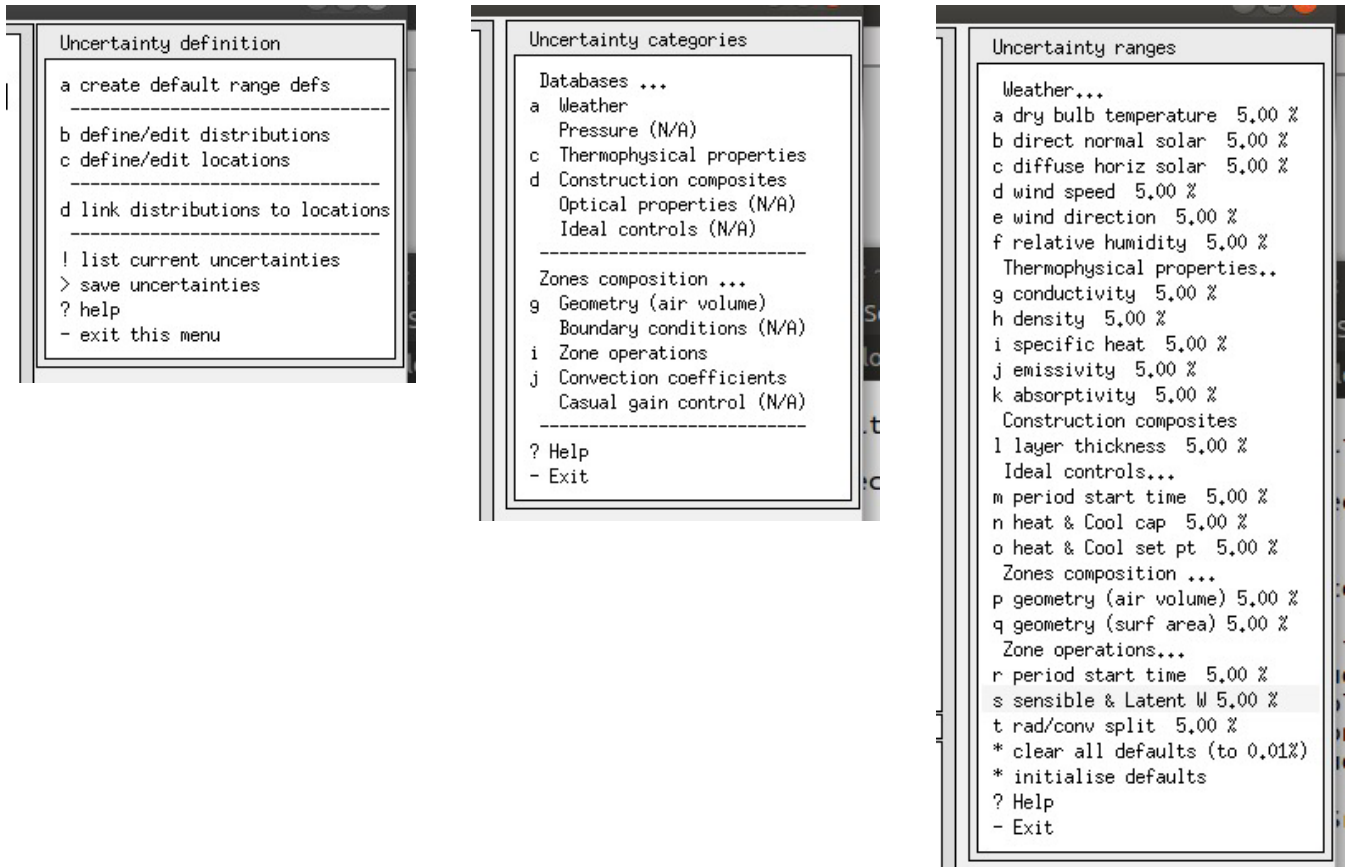 Uncertainty definition
a create default range defs
--------------------------------
b define/edit distributions
c define/edit locations
-------------------------------
d link distributions to locations
-------------------------------
! list current uncertainties
> save uncertainties
? help
- exit this menu
Uncertainty categories
Databases ...
a Weather
Pressure (N/A)
c Thermophysical properties
d Construction composites
Optical properties (N/A)
Ideal controls (N/A)
---------------------------
Zones composition ...
g Geometry (air volume)
Boundary conditions (N/A)
i Zone operations
j Convection coefficients
Casual gain control (N/A)
---------------------------
? Help
- Exit
Uncertainty ranges
Weather...
a dry bulb temperature 5.00 %
b direct normal solar 5.00 %
c diffuse horiz solar 5.00 %
d wind speed 5.00 %
e wind direction 5.00 %
f relative humidity 5.00 %
Thermophysical properties..
g conductivity 5.00 %
h density 5.00 %
i specific heat 5.00 %
j emissivity 5.00 %
k absorptivity 5.00 %
Construction composites
l layer thickness 5.00 %
Ideal controls...
m period start time 5.00 %
n heat & Cool cap 5.00 %
o heat & Cool set pt 5.00 %
Zones composition ...
p geometry (air volume) 5.00 %
q geometry (surf area) 5.00 %
Zone operations...
r period start time 5.00 %
s sensible & Latent W 5.00 %
t rad/conv split 5.00 %
* clear all defaults (to 0.01%)
* initialise defaults
? Help
- Exit